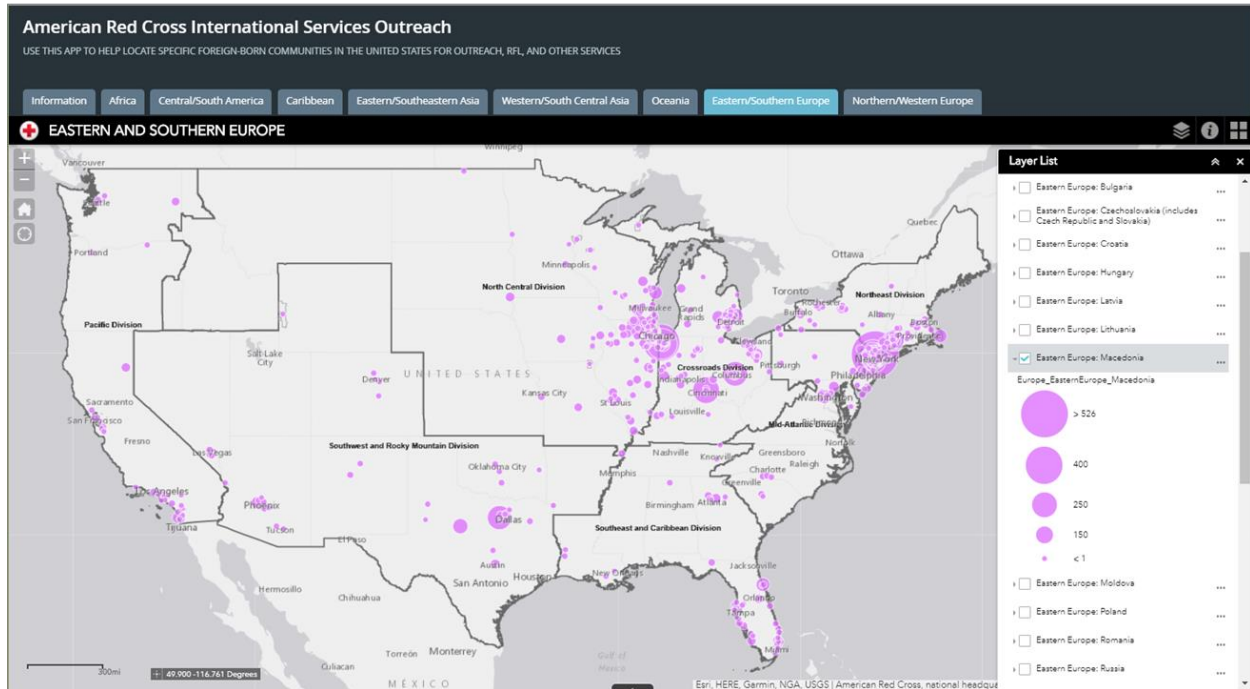 American Red Cross International Services Outreach
USE THIS APP TO HELP LOCATE SPECIFIC FOREIGN-BORN COMMUNITIES IN THE UNITED STATES FOR OUTREACH, RFL, AND OTHER SERVICES
Information Africa Central/South America Caribbean Eastern/Southeastern Asia Western/South Central Asia Oceania Eastern/Southern Europe Northern/Western Europe
EASTERN AND SOUTHERN EUROPE
Layer List
Eastern Europe: Bulgaria
Eastern Europe: Czechoslovakia (includes
Czech Republic and Slovakia)
Eastern Europe: Croatia
Eastern Europe: Hungary
Eastern Europe: Latvia
Eastern Europe: Lithuania
Eastern Europe: Macedonia
Europe_EasternEurope_Macedonia
> 526
400
250
150
< 1
Eastern Europe: Moldova
Eastern Europe: Poland
Eastern Europe: Romania
Eastern Europe: Russia
Winnipeg
Vancouver
Seattle
Quebec
Portland
Ottawa
Minneapolis
North Central Division
Toronto
Northeast Division
Rochester
Buffalo
Albany
Boston
Milwaukee
Grand
Rapids
Detroit
Providence
Pacific Division
Chicago
Cleveland
New York
Salt Lake
City
Crossroads Division
Pittsburgh
Columbus
Philadelphia
Denver
UNITED STATES
Indianapolis
Kansas City
Cincinnati
Washington
Sacramento
St Louis
San Francisco
Louisville
Mid-Atlantic Division
Fresno
Norfolk
Southwest and Rocky Mountain Division
Las Vegas
Nashville
Knoxville
Greensboro
Raleigh
Oklahoma City
Memphis
Charlotte
Greenville
Los Angeles
Phoenix
Birmingham
Atlanta
Tijuana
Tucson
Dallas
Southeast and Caribbean Division
El Paso
Austin
Jacksonville
San Antonio
Houston
New Orleans
Hermosillo
Chihuahua
Orlando
Tampa
Miami
Torreón
Monterrey
Gulf of
Mexico
Culiacan
MÉXICO
300mi
49.900 -116.761 Degrees
Esri, HERE, Garmin, NGA, USGS | American Red Cross, national headqua